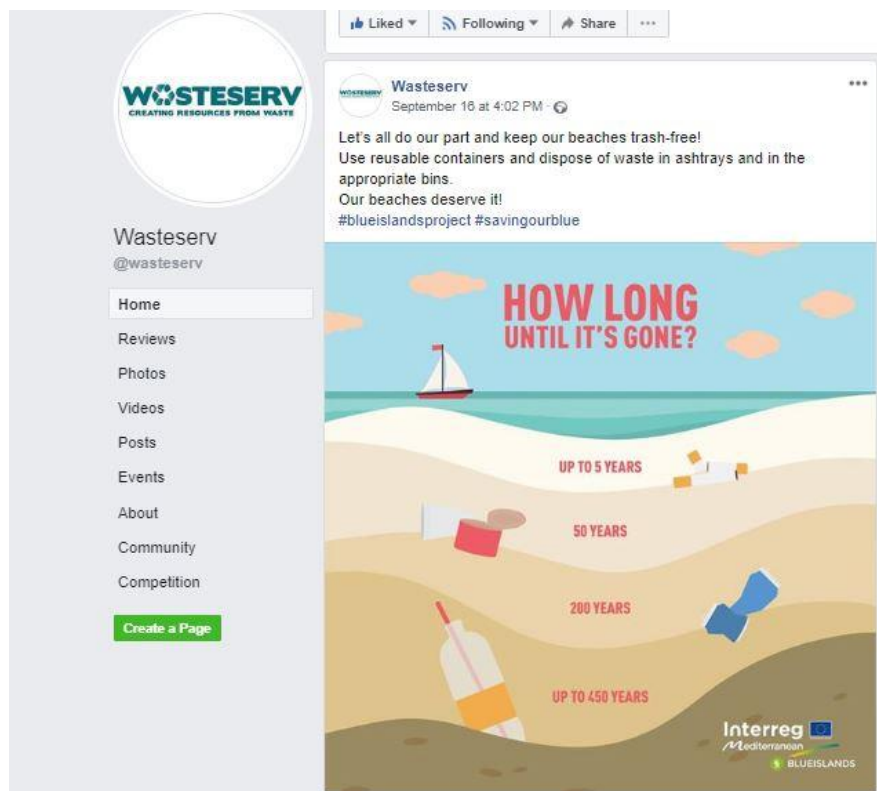 Liked
Following
Share
WASTESERV
CREATING RESOURCES FROM WASTE
Wasteserv
@wasteserv
Home
Reviews
Photos
Videos
Posts
Events
About
Community
Competition
Create a Page
Wasteserv
September 16 at 4:02 PM ·
Let's all do our part and keep our beaches trash-free!
Use reusable containers and dispose of waste in ashtrays and in the
appropriate bins.
Our beaches deserve it!
#blueislandsproject #savingourblue
HOW LONG
UNTIL IT'S GONE?
UP TO 5 YEARS
50 YEARS
200 YEARS
UP TO 450 YEARS
Interreg
Mediterranean
BLUEISLANDS